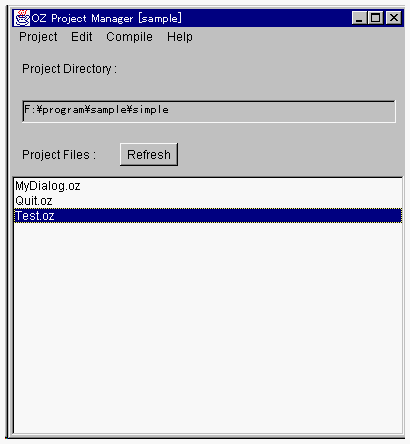 OZ Project Manager [sample]
Project Edit Compile Help
Project Directory :
F:¥program¥sample¥simple
Project Files : Refresh
MyDialog.oz
Quit.oz
Test.oz